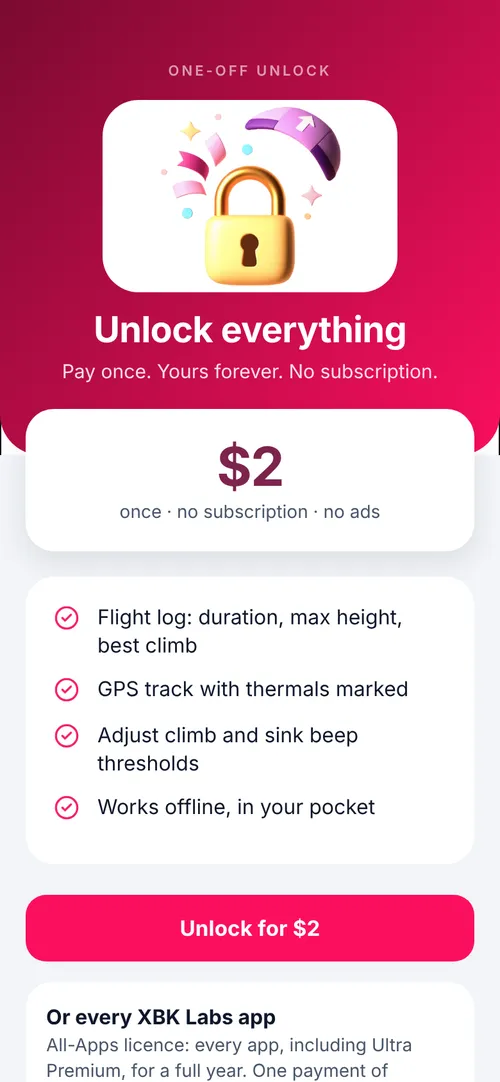 ONE-OFF UNLOCK
Unlock everything
Pay once. Yours forever. No subscription.
$2
once · no subscription · no ads
Flight log: duration, max height,
best climb
GPS track with thermals marked
Adjust climb and sink beep
thresholds
Works offline, in your pocket
Unlock for $2
Or every XBK Labs app
All-Apps licence: every app, including Ultra
Premium, for a full year. One payment of